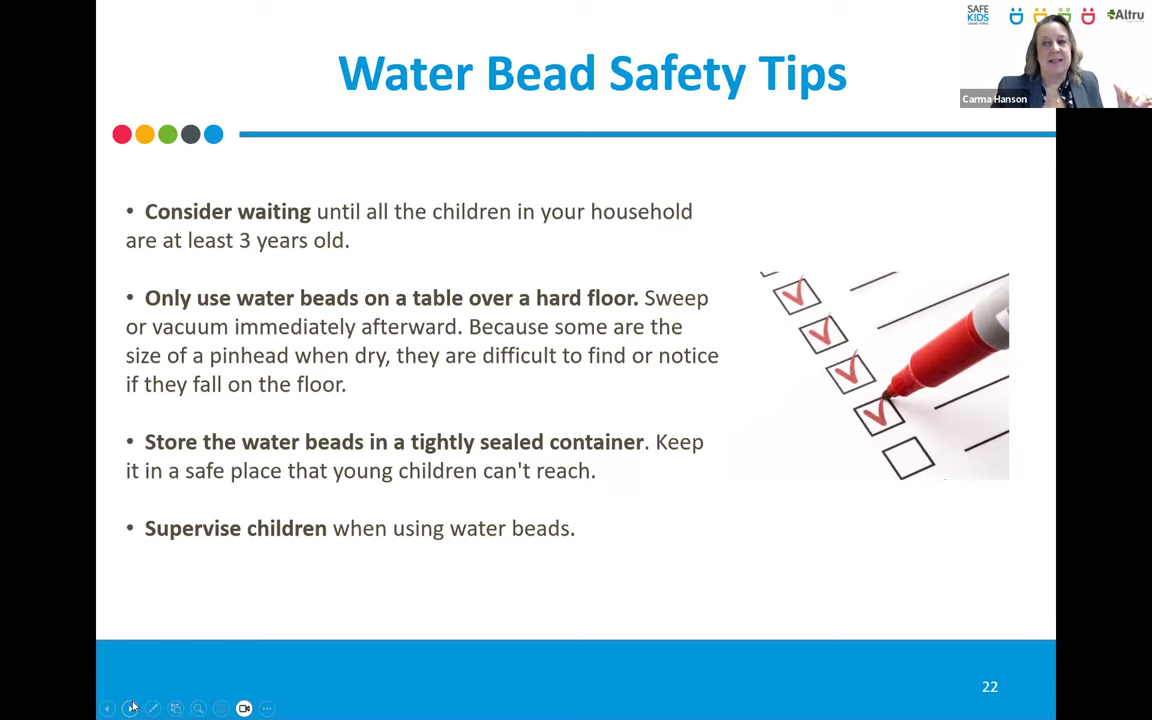 SAFE
KiDS
Altru
Carma Hanson
Water Bead Safety Tips
• Consider waiting until all the children in your household
are at least 3 years old.
• Only use water beads on a table over a hard floor. Sweep
or vacuum immediately afterward. Because some are the
size of a pinhead when dry, they are difficult to find or notice
if they fall on the floor.
• Store the water beads in a tightly sealed container. Keep
it in a safe place that young children can't reach.
• Supervise children when using water beads.
22